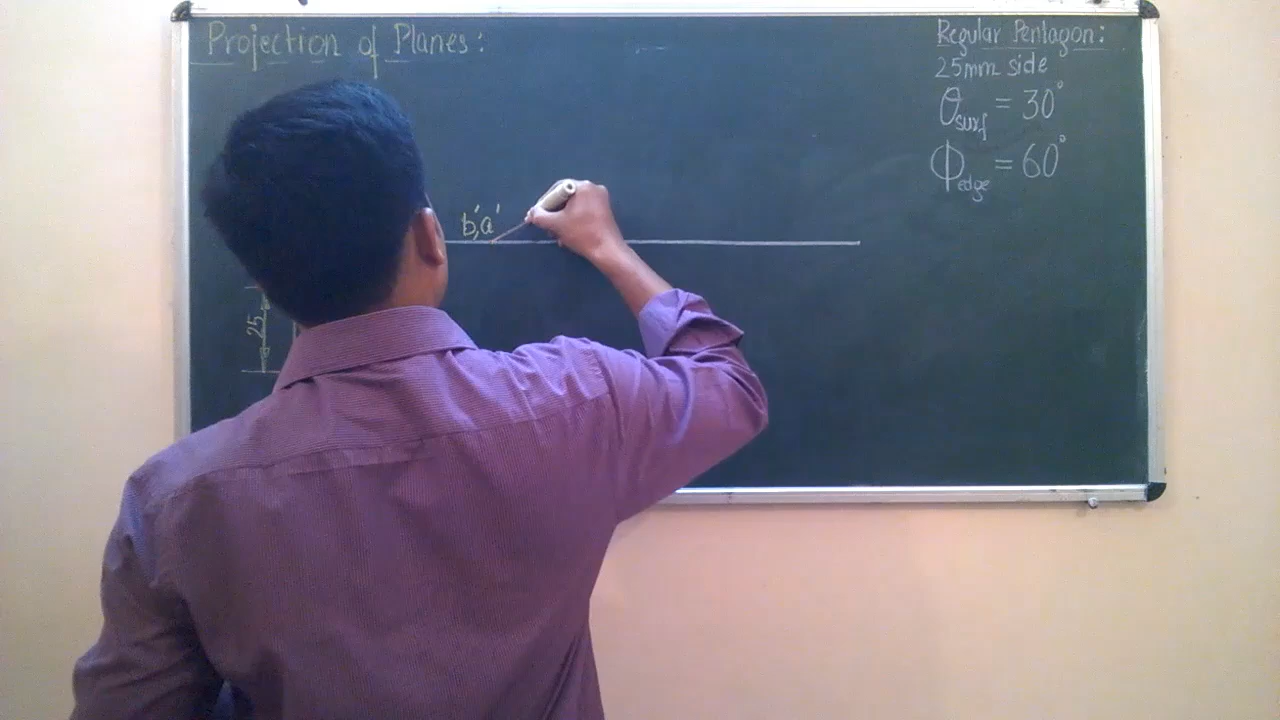 Projection of Planes:
Regular Pentagon:
25mm side
θsurf = 30°
Φedge = 60°
b',a'
25